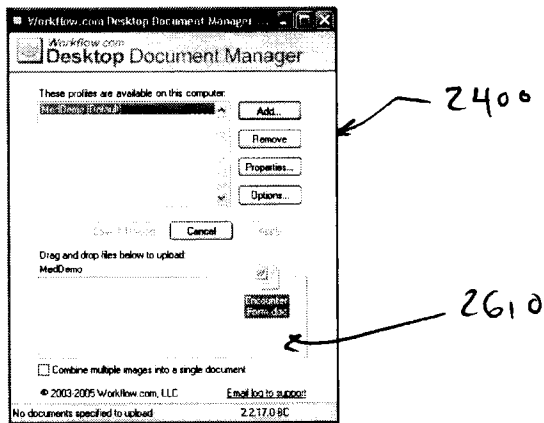 Workflow.com Desktop Document Manager ...
Workflow.com
Desktop Document Manager
These profiles are available on this computer:
MedDemo (Default)
Add...
Remove
Properties...
Options...
Cancel
Apply
Drag and drop files below to upload:
MedDemo
Encounter
Form.doc
Combine multiple images into a single document
© 2003-2005 Workflow.com, LLC
Email log to support
No documents specified to upload
2.2.17.0 BC
2400
2610